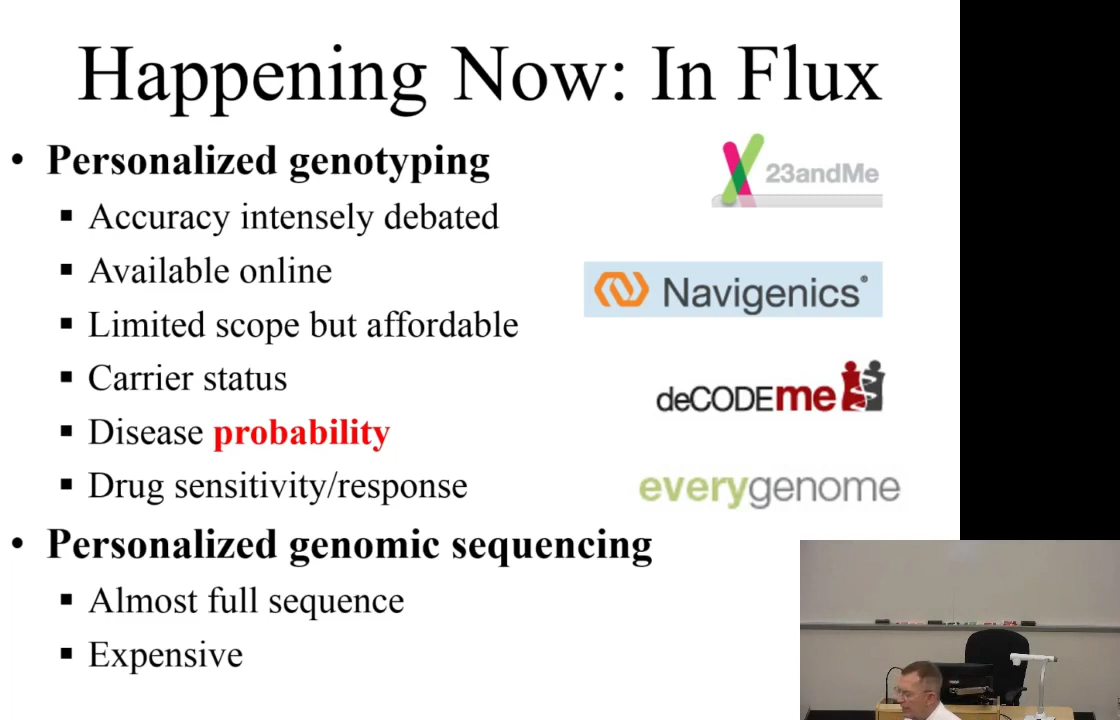 Happening Now: In Flux
• Personalized genotyping
▪ Accuracy intensely debated
▪ Available online
▪ Limited scope but affordable
▪ Carrier status
▪ Disease probability
▪ Drug sensitivity/response
• Personalized genomic sequencing
▪ Almost full sequence
▪ Expensive
23andMe
Navigenics®
deCODEme
everygenome